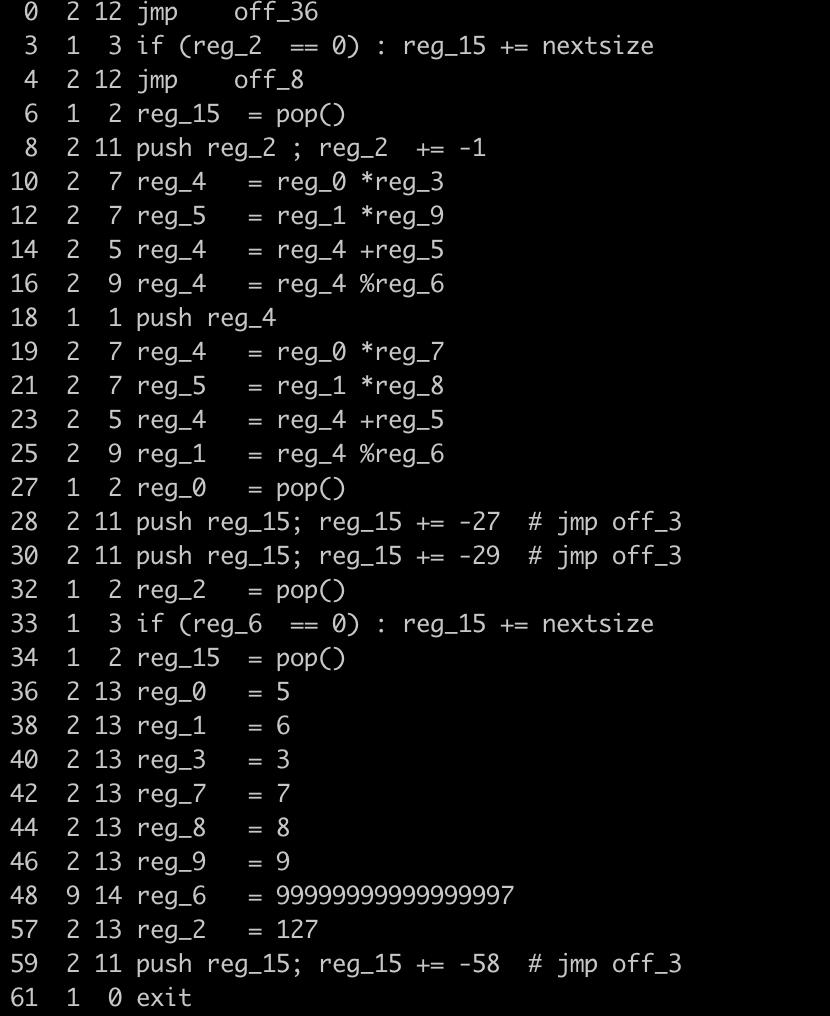 0 2 12 jmp off_36
3 1 3 if (reg_2 == 0) : reg_15 += nextsize
4 2 12 jmp off_8
6 1 2 reg_15 = pop()
8 2 11 push reg_2 ; reg_2 += -1
10 2 7 reg_4 = reg_0 *reg_3
12 2 7 reg_5 = reg_1 *reg_9
14 2 5 reg_4 = reg_4 +reg_5
16 2 9 reg_4 = reg_4 %reg_6
18 1 1 push reg_4
19 2 7 reg_4 = reg_0 *reg_7
21 2 7 reg_5 = reg_1 *reg_8
23 2 5 reg_4 = reg_4 +reg_5
25 2 9 reg_1 = reg_4 %reg_6
27 1 2 reg_0 = pop()
28 2 11 push reg_15; reg_15 += -27 # jmp off_3
30 2 11 push reg_15; reg_15 += -29 # jmp off_3
32 1 2 reg_2 = pop()
33 1 3 if (reg_6 == 0) : reg_15 += nextsize
34 1 2 reg_15 = pop()
36 2 13 reg_0 = 5
38 2 13 reg_1 = 6
40 2 13 reg_3 = 3
42 2 13 reg_7 = 7
44 2 13 reg_8 = 8
46 2 13 reg_9 = 9
48 9 14 reg_6 = 99999999999999997
57 2 13 reg_2 = 127
59 2 11 push reg_15; reg_15 += -58 # jmp off_3
61 1 0 exit